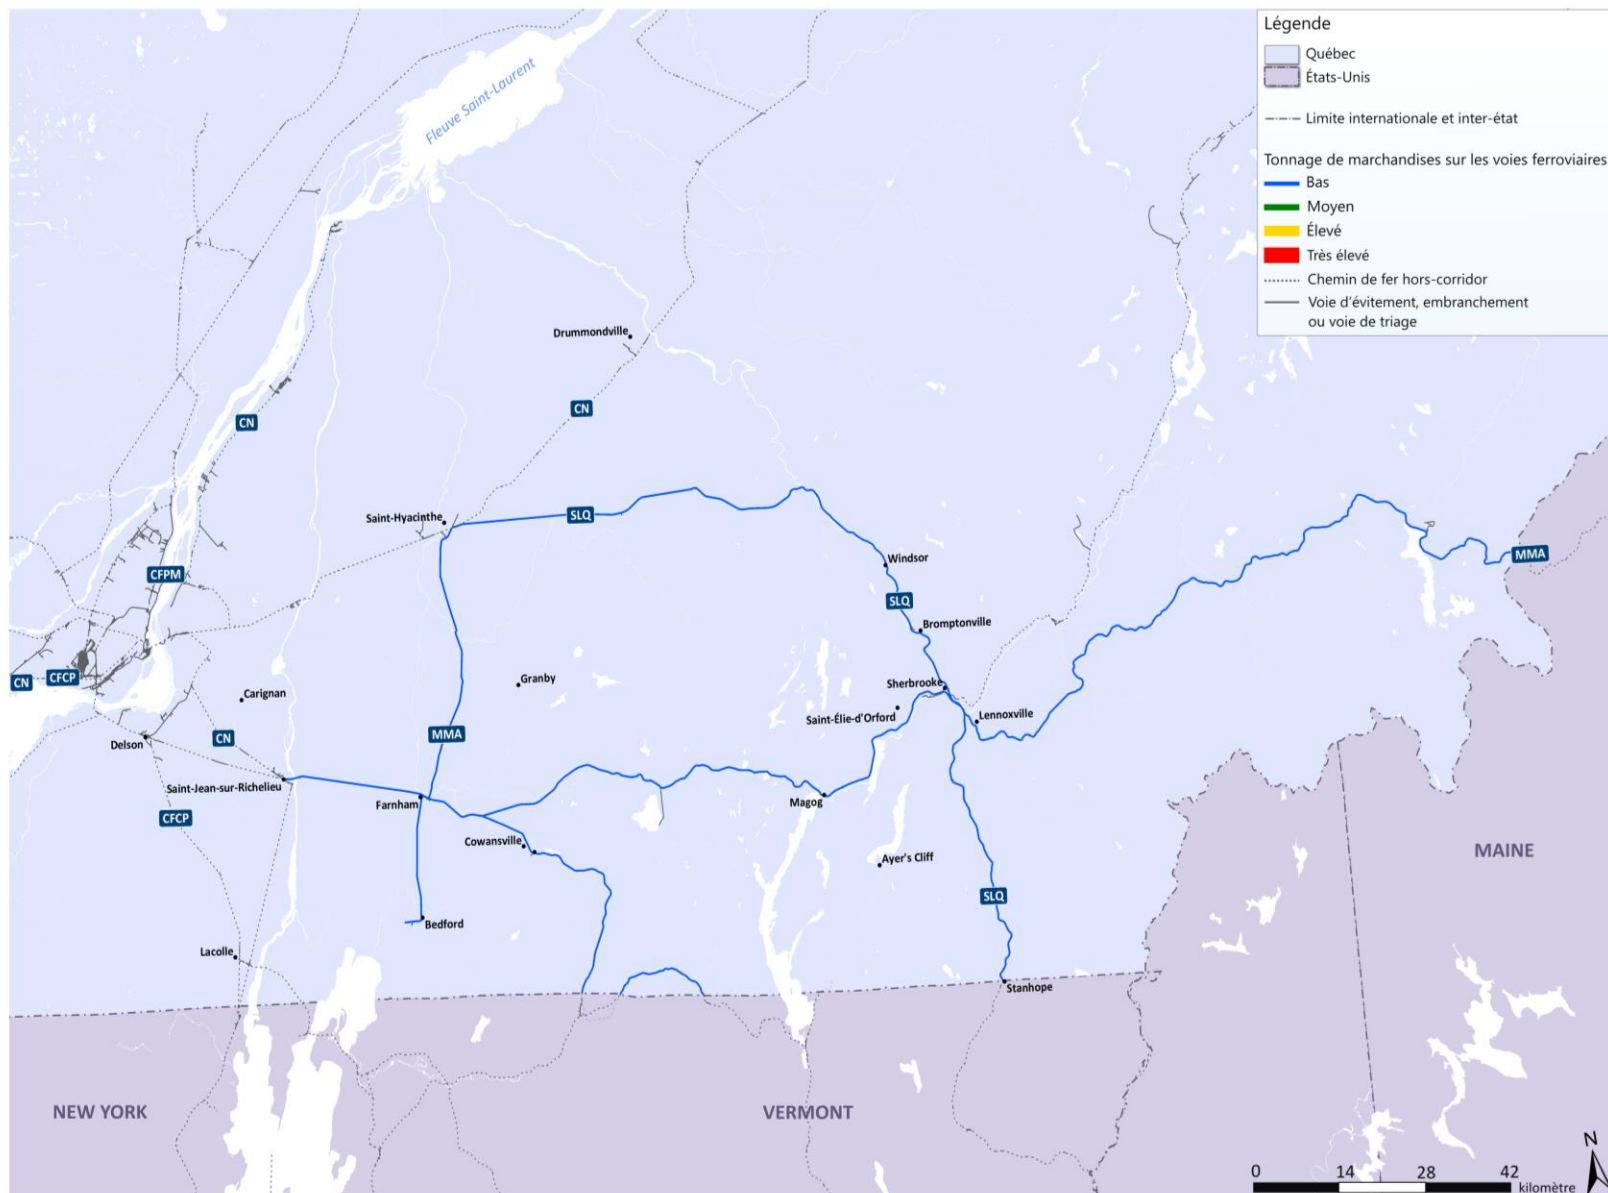 Légende
Québec
États-Unis
Limite internationale et inter-état
Tonnage de marchandises sur les voies ferroviaires
Bas
Moyen
Élevé
Très élevé
Chemin de fer hors-corridor
Voie d'évitement, embranchement
ou voie de triage
Fleuve Saint-Laurent
Drummondville
CN
CN
Saint-Hyacinthe
SLQ
MMA
Windsor
CFPM
SLQ
Bromptonville
CN
CFCP
Granby
Sherbrooke
Carignan
Saint-Élie-d'Orford
Lennoxville
MMA
CN
Delson
Saint-Jean-sur-Richelieu
Farnham
Magog
CFCP
Cowansville
MAINE
Ayer's Cliff
SLQ
Bedford
Lacolle
Stanhope
NEW YORK
VERMONT
N
0 14 28 42
kilomètre